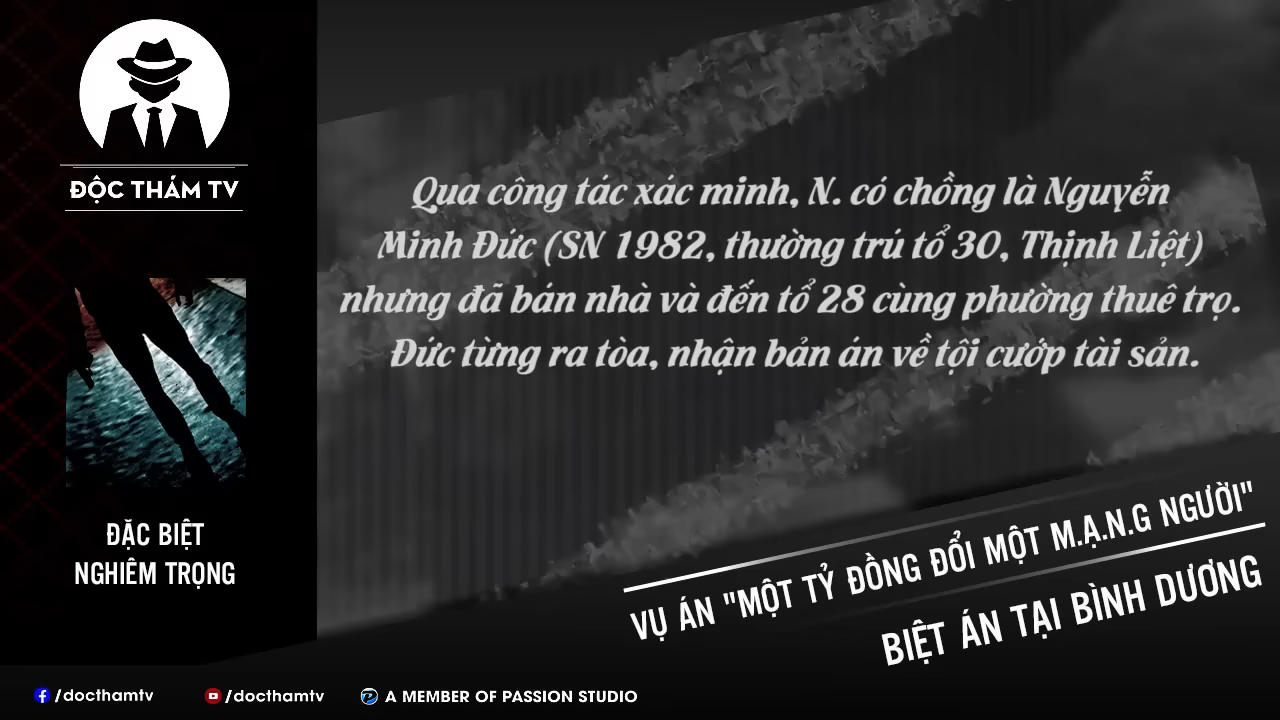 ĐỘC THÁM TV
ĐẶC BIỆT
NGHIÊM TRỌNG
Qua công tác xác minh, N. có chồng là Nguyễn
Minh Đức (SN 1982, thường trú tổ 30, Thịnh Liệt)
nhưng đã bán nhà và đến tổ 28 cùng phường thuê trọ.
Đức từng ra tòa, nhận bản án về tội cướp tài sản.
VỤ ÁN "MỘT TỶ ĐỒNG ĐỔI MỘT M.Ạ.N.G NGƯỜI"
BIỆT ÁN TẠI BÌNH DƯƠNG
/docthamtv
/docthamtv
A MEMBER OF PASSION STUDIO